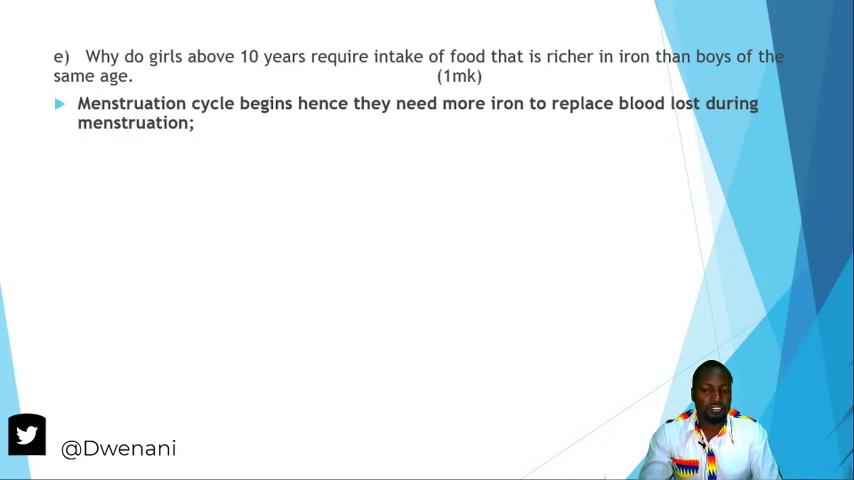 e) Why do girls above 10 years require intake of food that is richer in iron than boys of the
same age. (1mk)
Menstruation cycle begins hence they need more iron to replace blood lost during
menstruation;
@Dwenani